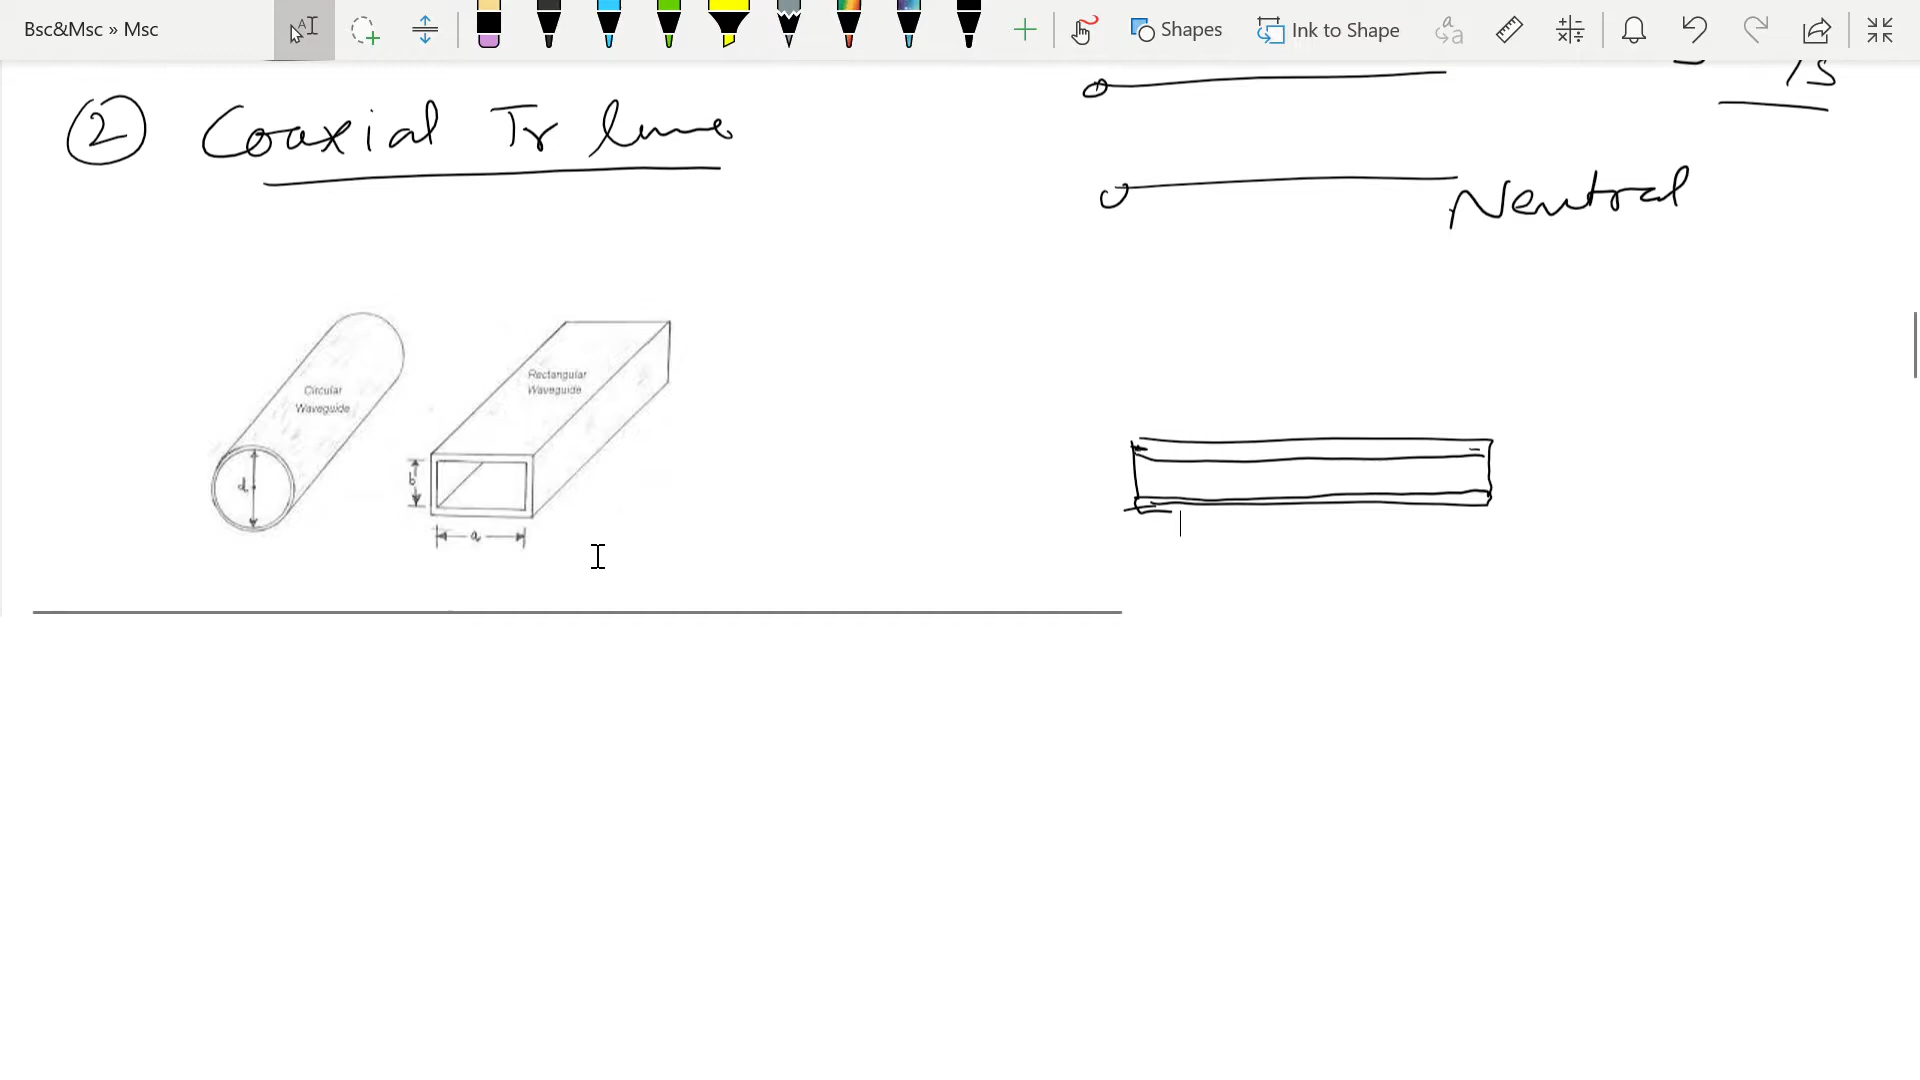 Bsc&Msc » Msc
Shapes
Ink to Shape
② Coaxial Tr line
Neutral
Circular
Waveguide
Rectangular
Waveguide
d
b
a